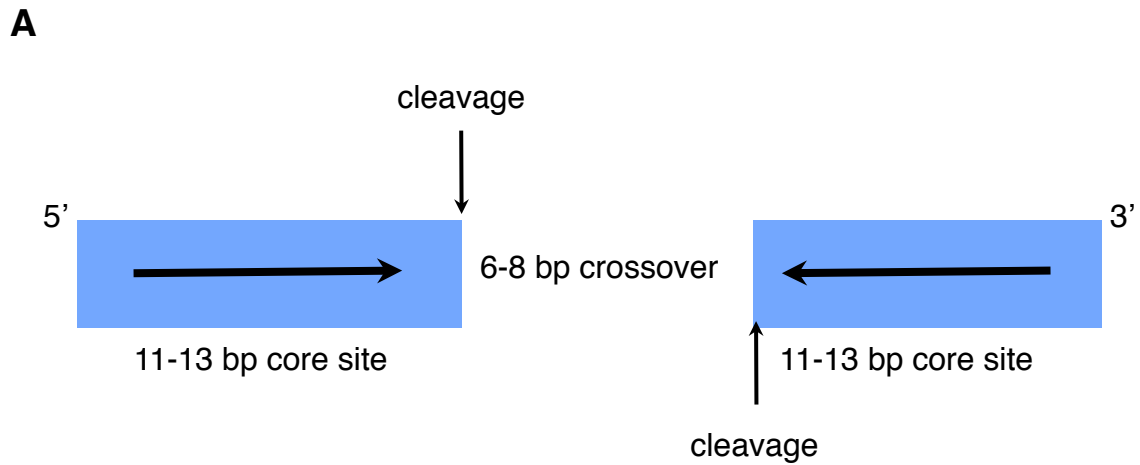 A
cleavage
5’
3’
6-8 bp crossover
11-13 bp core site
11-13 bp core site
cleavage